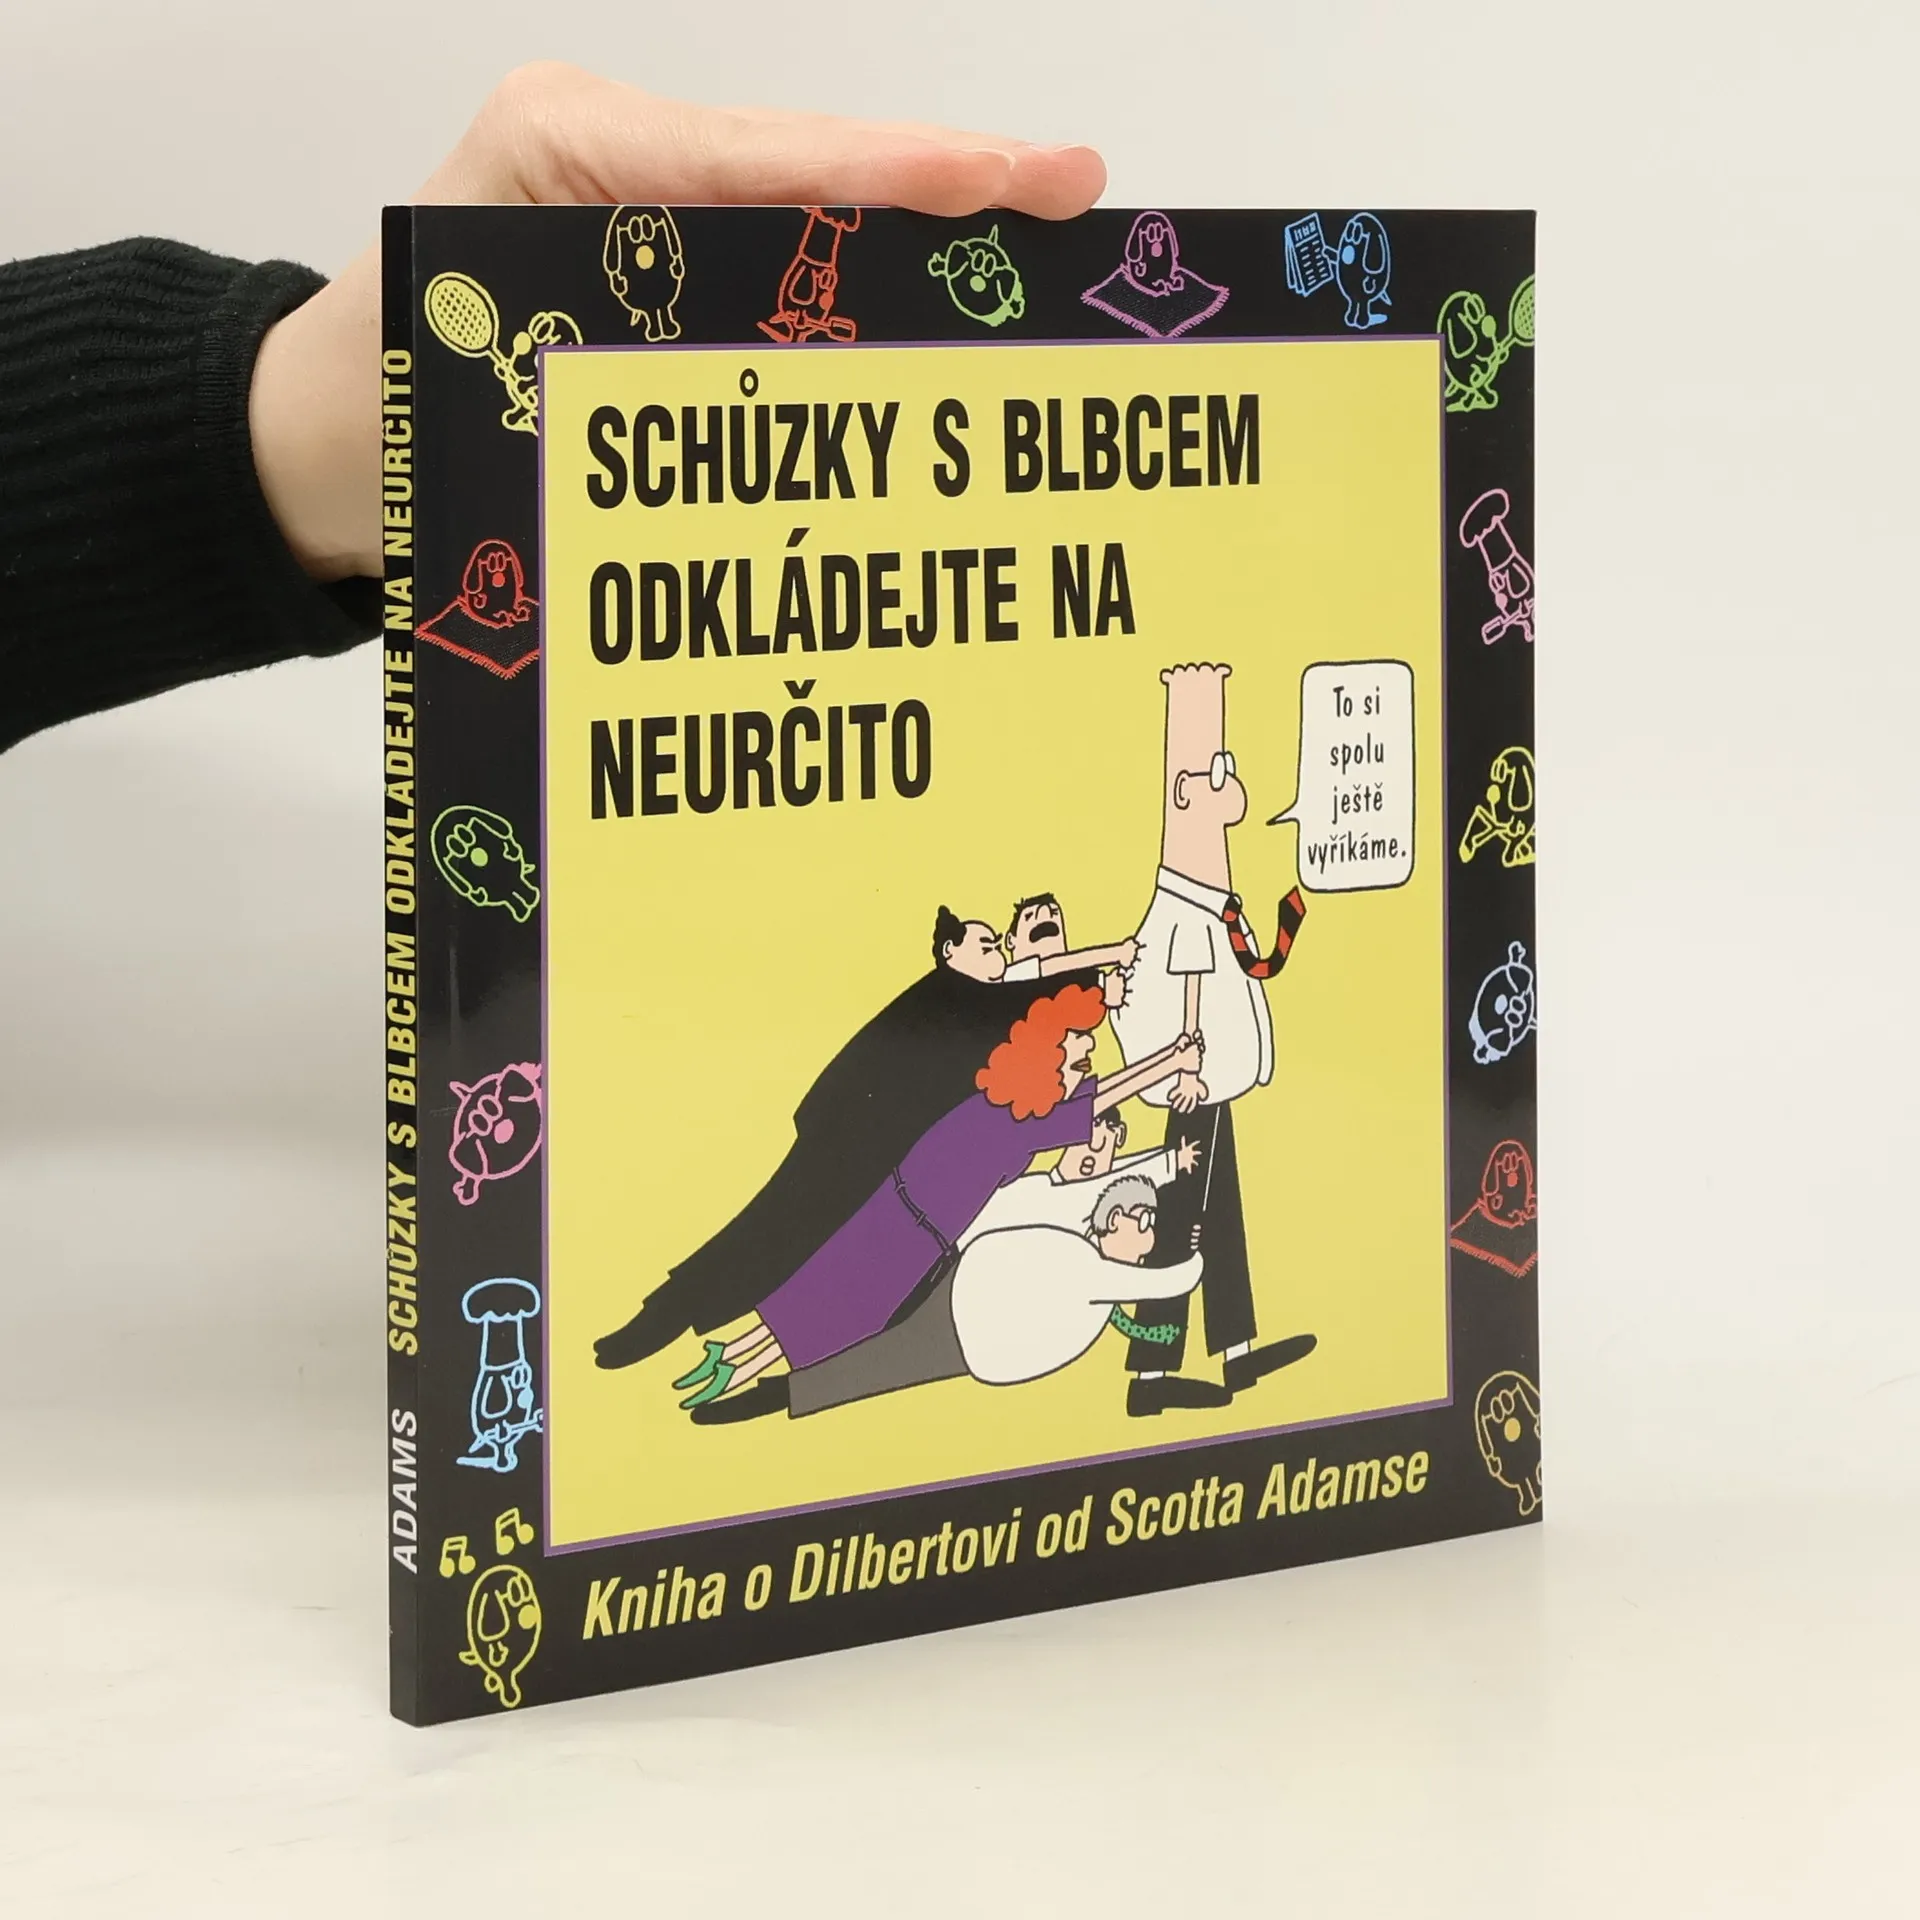 SCHŮZKY S BLBCEM
ODKLÁDEJTE NA
NEURČITO
To si
spolu
ještě
vyříkáme.
Kniha o Dilbertovi od Scotta Adamse
ADAMS SCHŮZKY S BLBCEM ODKLÁDEJTE NA NEURČITO